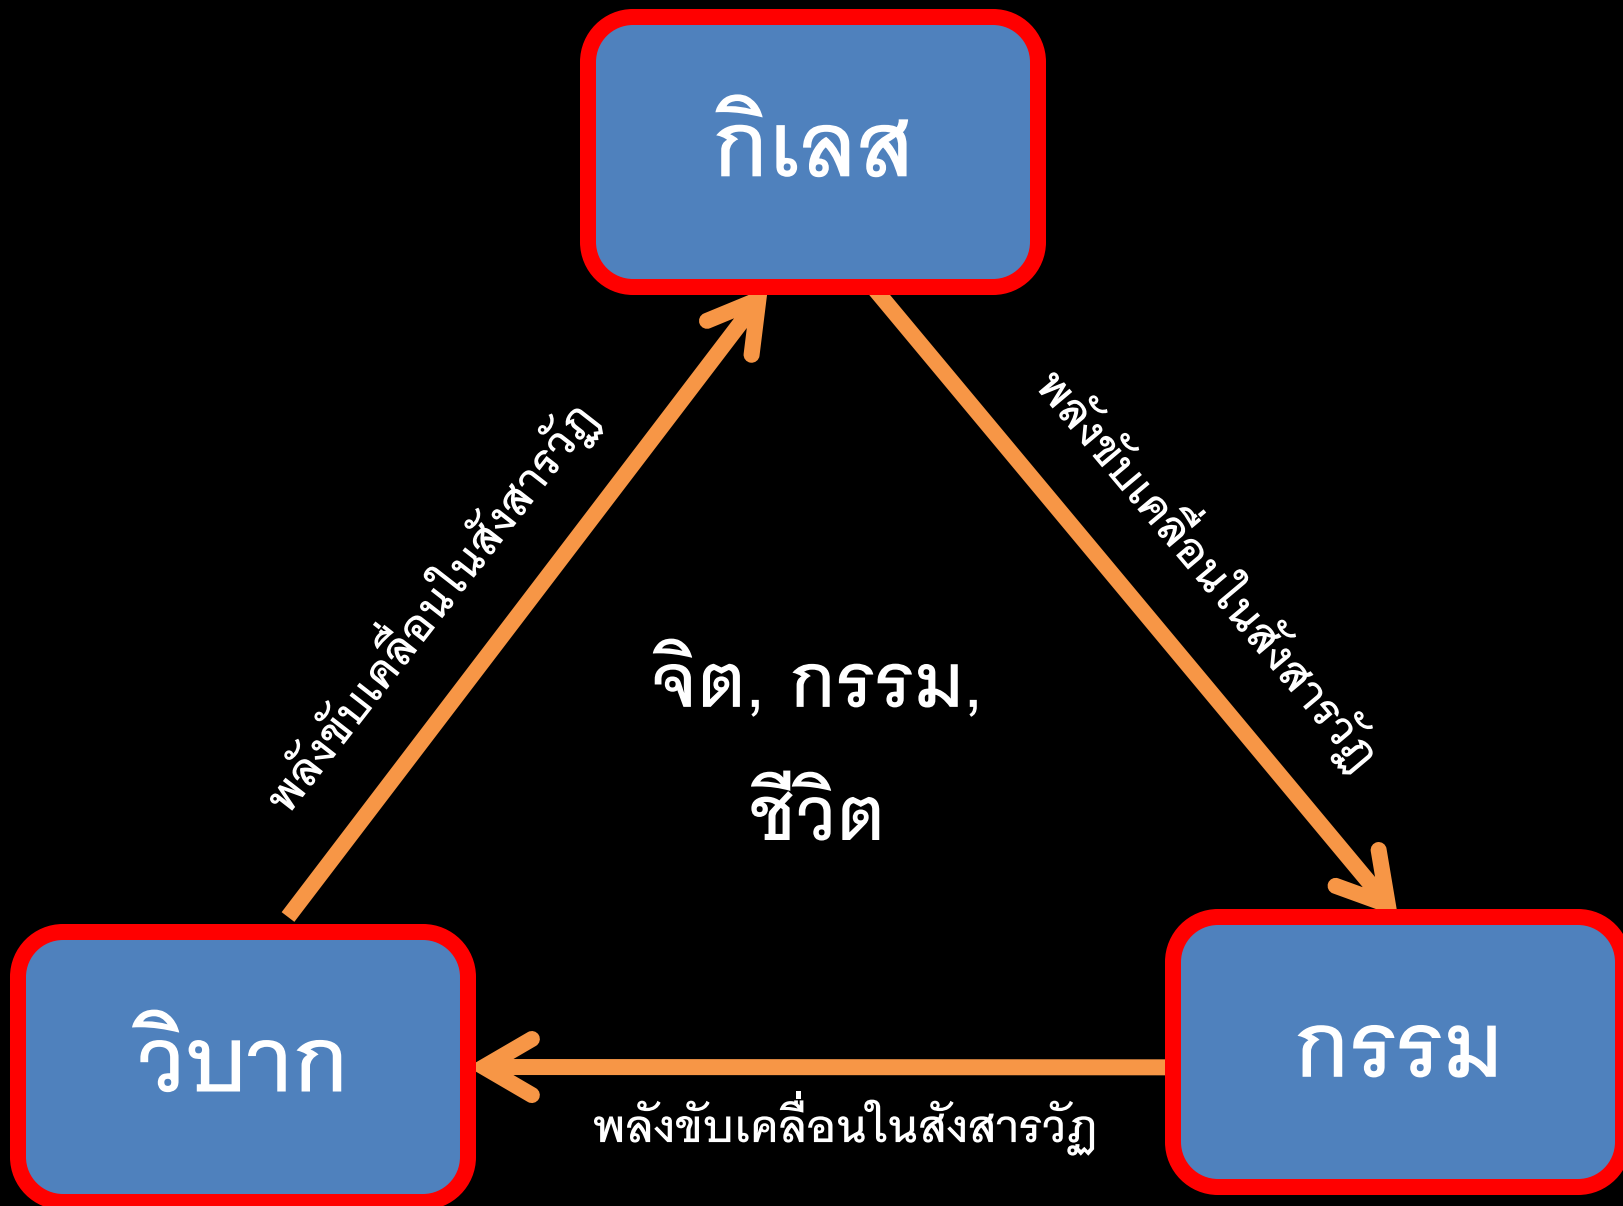 กิเลส
พลังขับเคลื่อนในสังสารวัฏ
พลังขับเคลื่อนในสังสารวัฏ
จิต, กรรม,
ชีวิต
วิบาก
กรรม
พลังขับเคลื่อนในสังสารวัฏ